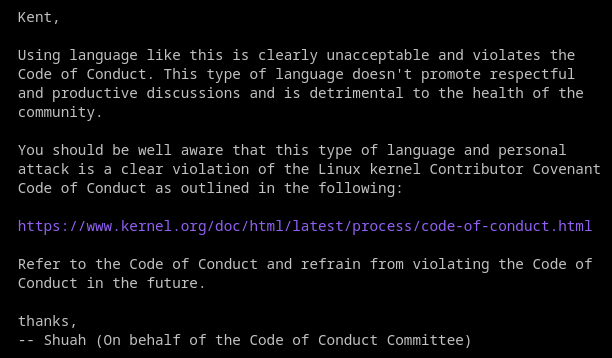 Kent,
Using language like this is clearly unacceptable and violates the
Code of Conduct. This type of language doesn't promote respectful
and productive discussions and is detrimental to the health of the
community.
You should be well aware that this type of language and personal
attack is a clear violation of the Linux kernel Contributor Covenant
Code of Conduct as outlined in the following:
https://www.kernel.org/doc/html/latest/process/code-of-conduct.html
Refer to the Code of Conduct and refrain from violating the Code of
Conduct in the future.
thanks,
-- Shuah (On behalf of the Code of Conduct Committee)